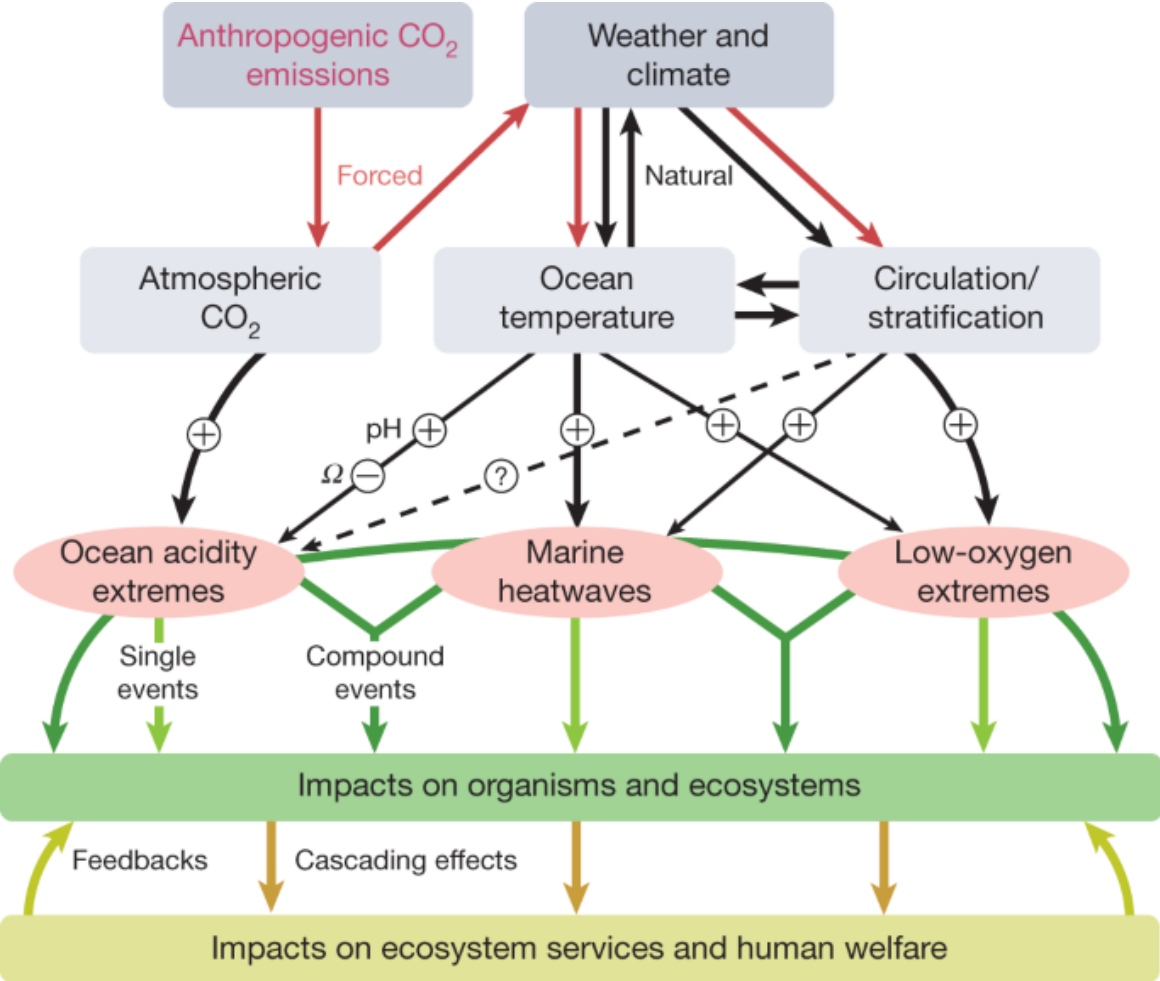 Anthropogenic CO₂
emissions
Weather and
climate
Forced
Natural
Atmospheric
CO₂
Ocean
temperature
Circulation/
stratification
pH +
Ω −
+
+
?
+
+
+
Ocean acidity
extremes
Marine
heatwaves
Low-oxygen
extremes
Single
events
Compound
events
Impacts on organisms and ecosystems
Feedbacks
Cascading effects
Impacts on ecosystem services and human welfare